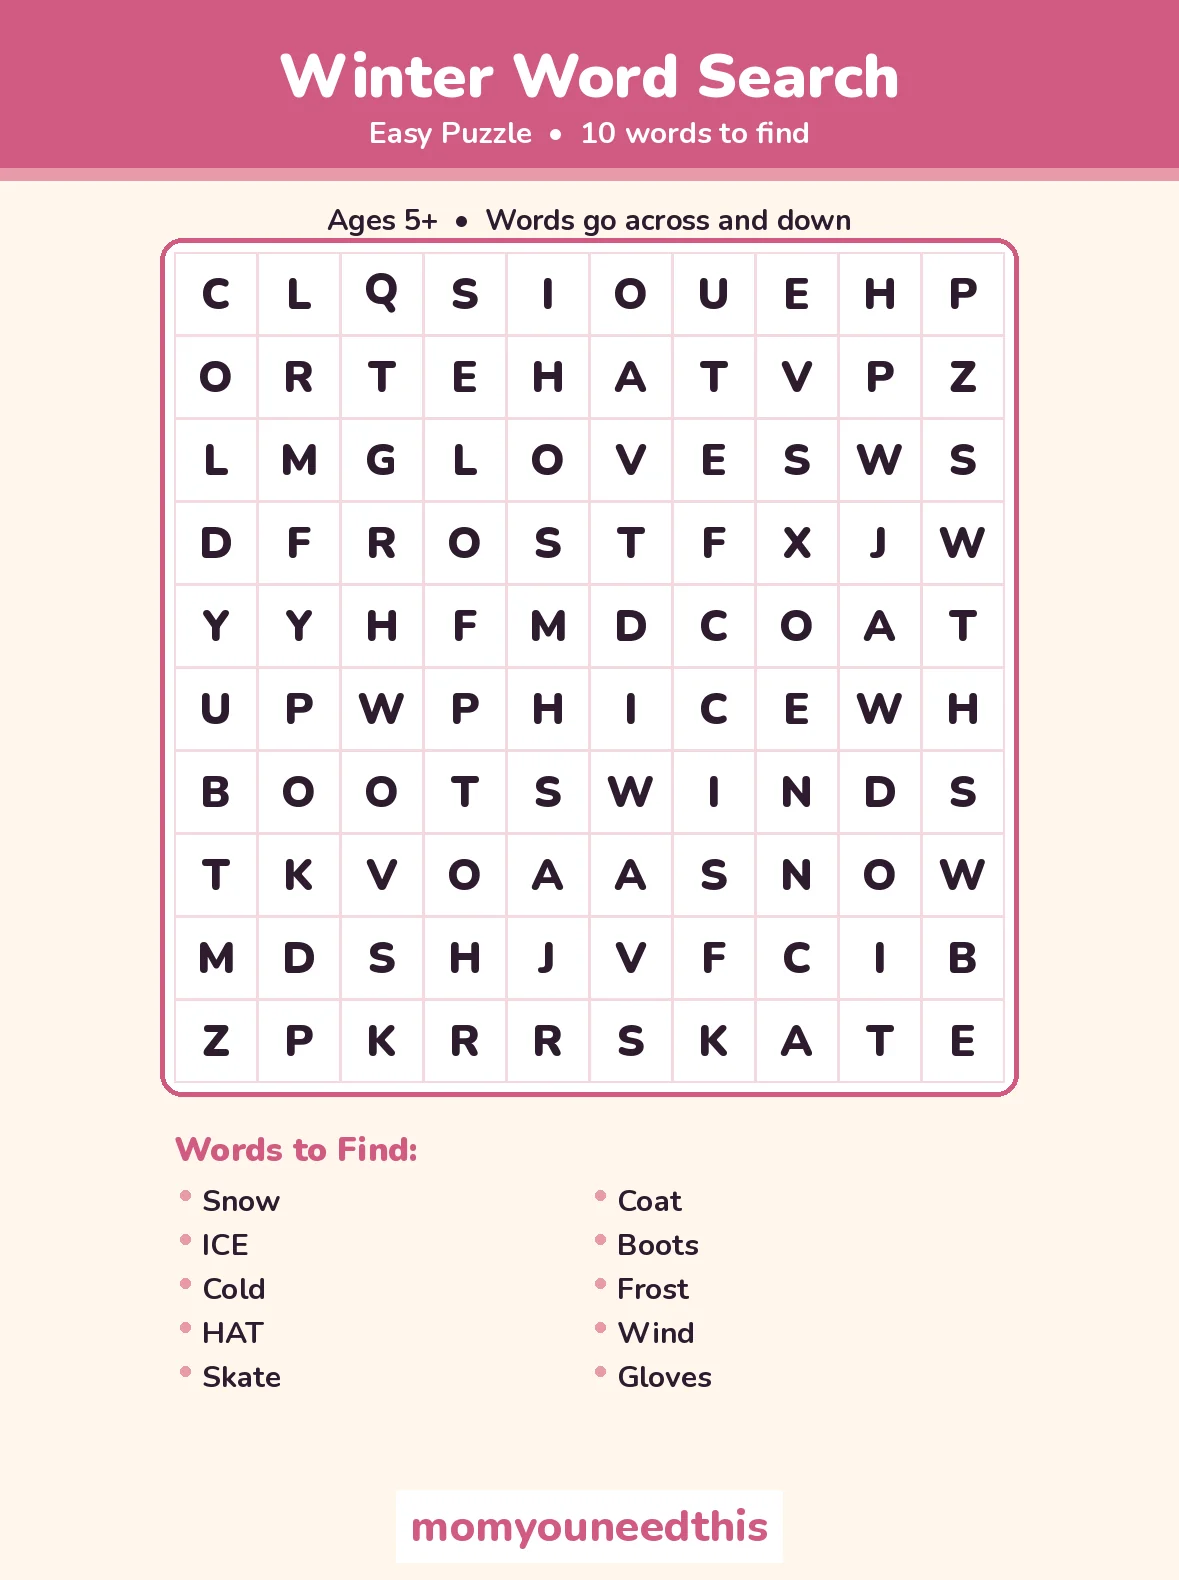 Winter Word Search
Easy Puzzle • 10 words to find
Ages 5+ • Words go across and down
C L Q S I O U E H P
O R T E H A T V P Z
L M G L O V E S W S
D F R O S T F X J W
Y Y H F M D C O A T
U P W P H I C E W H
B O O T S W I N D S
T K V O A A S N O W
M D S H J V F C I B
Z P K R R S K A T E
Words to Find:
• Snow
• ICE
• Cold
• HAT
• Skate
• Coat
• Boots
• Frost
• Wind
• Gloves
momyouneedthis